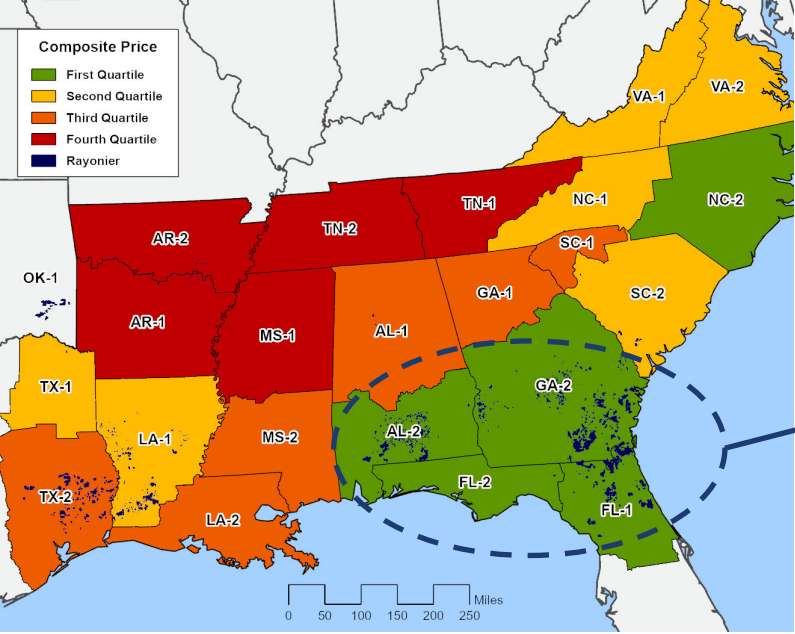 Composite Price
First Quartile
Second Quartile
Third Quartile
Fourth Quartile
Rayonier
VA-1
VA-2
NC-1
NC-2
TN-1
TN-2
AR-2
SC-1
SC-2
OK-1
AR-1
MS-1
AL-1
GA-1
TX-1
GA-2
LA-1
MS-2
AL-2
FL-2
TX-2
LA-2
FL-1
Miles
0 50 100 150 200 250